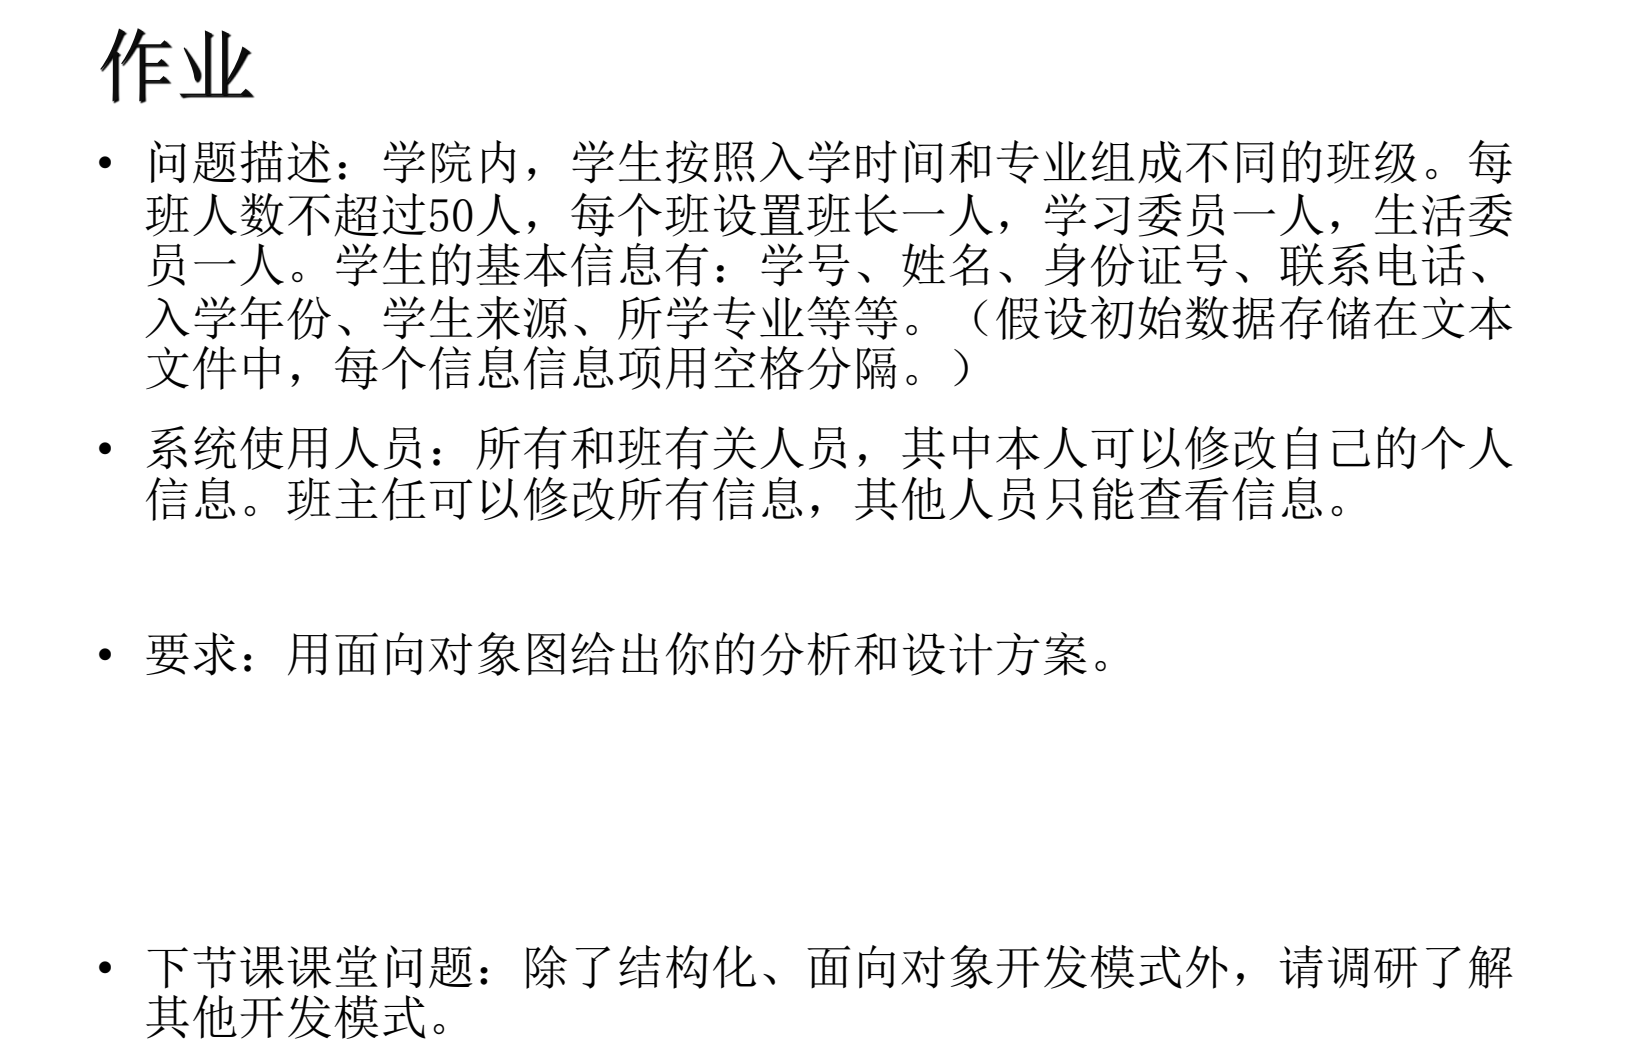 作业
• 问题描述：学院内，学生按照入学时间和专业组成不同的班级。每
班人数不超过50人，每个班设置班长一人，学习委员一人，生活委
员一人。学生的基本信息有：学号、姓名、身份证号、联系电话、
入学年份、学生来源、所学专业等等。（假设初始数据存储在文本
文件中，每个信息信息项用空格分隔。）
• 系统使用人员：所有和班有关人员，其中本人可以修改自己的个人
信息。班主任可以修改所有信息，其他人员只能查看信息。
• 要求：用面向对象图给出你的分析和设计方案。
• 下节课课堂问题：除了结构化、面向对象开发模式外，请调研了解
其他开发模式。